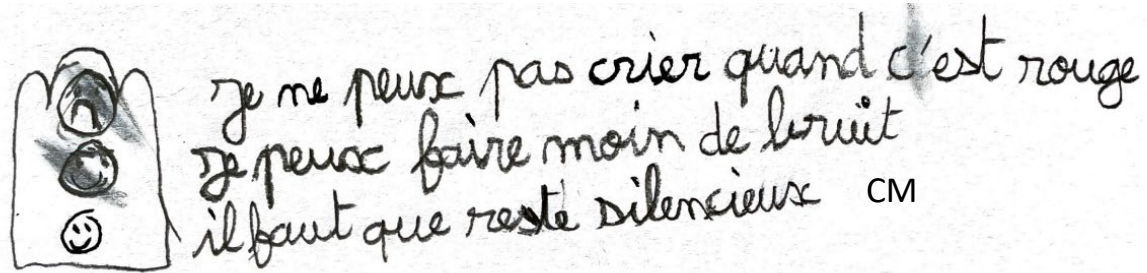 je ne peux pas crier quand c'est rouge
je peux faire moin de bruit
il faut que reste silencieux CM